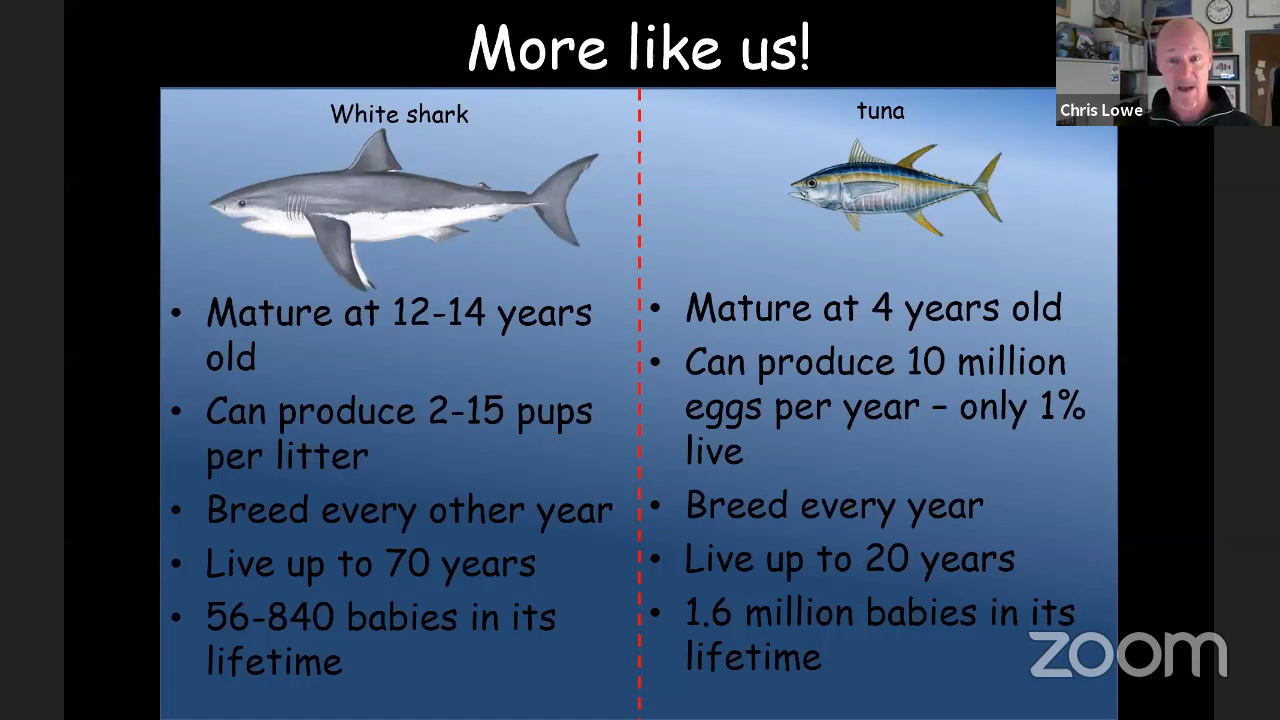 More like us!
Chris Lowe
White shark
• Mature at 12-14 years
old
• Can produce 2-15 pups
per litter
• Breed every other year
• Live up to 70 years
• 56-840 babies in its
lifetime
tuna
• Mature at 4 years old
• Can produce 10 million
eggs per year – only 1%
live
• Breed every year
• Live up to 20 years
• 1.6 million babies in its
lifetime
zoom